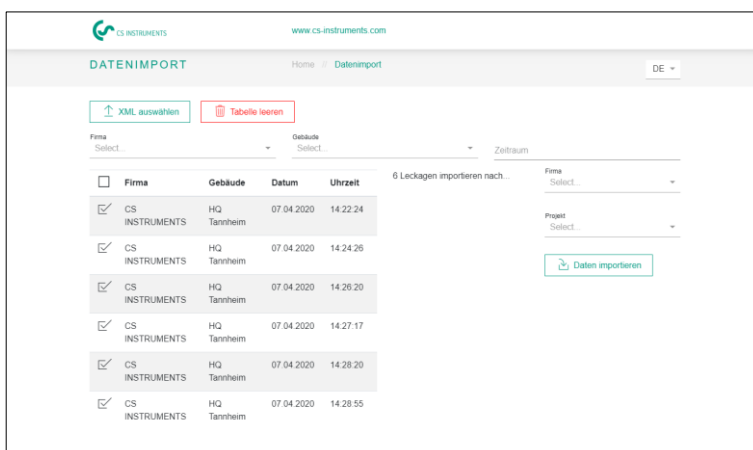 CS INSTRUMENTS
www.cs-instruments.com
DATENIMPORT
Home // Datenimport
DE
XML auswählen
Tabelle leeren
Firma
Select...
Gebäude
Select...
Zeitraum
Firma Gebäude Datum Uhrzeit
CS HQ 07.04.2020 14:22:24
INSTRUMENTS Tannheim
CS HQ 07.04.2020 14:24:26
INSTRUMENTS Tannheim
CS HQ 07.04.2020 14:26:20
INSTRUMENTS Tannheim
CS HQ 07.04.2020 14:27:17
INSTRUMENTS Tannheim
CS HQ 07.04.2020 14:28:20
INSTRUMENTS Tannheim
CS HQ 07.04.2020 14:28:55
INSTRUMENTS Tannheim
6 Leckagen importieren nach...
Firma
Select...
Projekt
Select...
Daten importieren